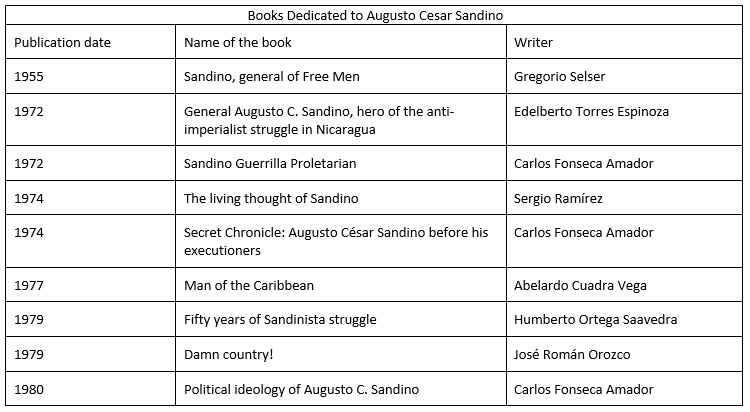 Books Dedicated to Augusto Cesar Sandino
Publication date Name of the book Writer
1955 Sandino, general of Free Men Gregorio Selser
1972 General Augusto C. Sandino, hero of the anti- Edelberto Torres Espinoza
imperialist struggle in Nicaragua
1972 Sandino Guerrilla Proletarian Carlos Fonseca Amador
1974 The living thought of Sandino Sergio Ramírez
1974 Secret Chronicle: Augusto César Sandino before his Carlos Fonseca Amador
executioners
1977 Man of the Caribbean Abelardo Cuadra Vega
1979 Fifty years of Sandinista struggle Humberto Ortega Saavedra
1979 Damn country! José Román Orozco
1980 Political ideology of Augusto C. Sandino Carlos Fonseca Amador